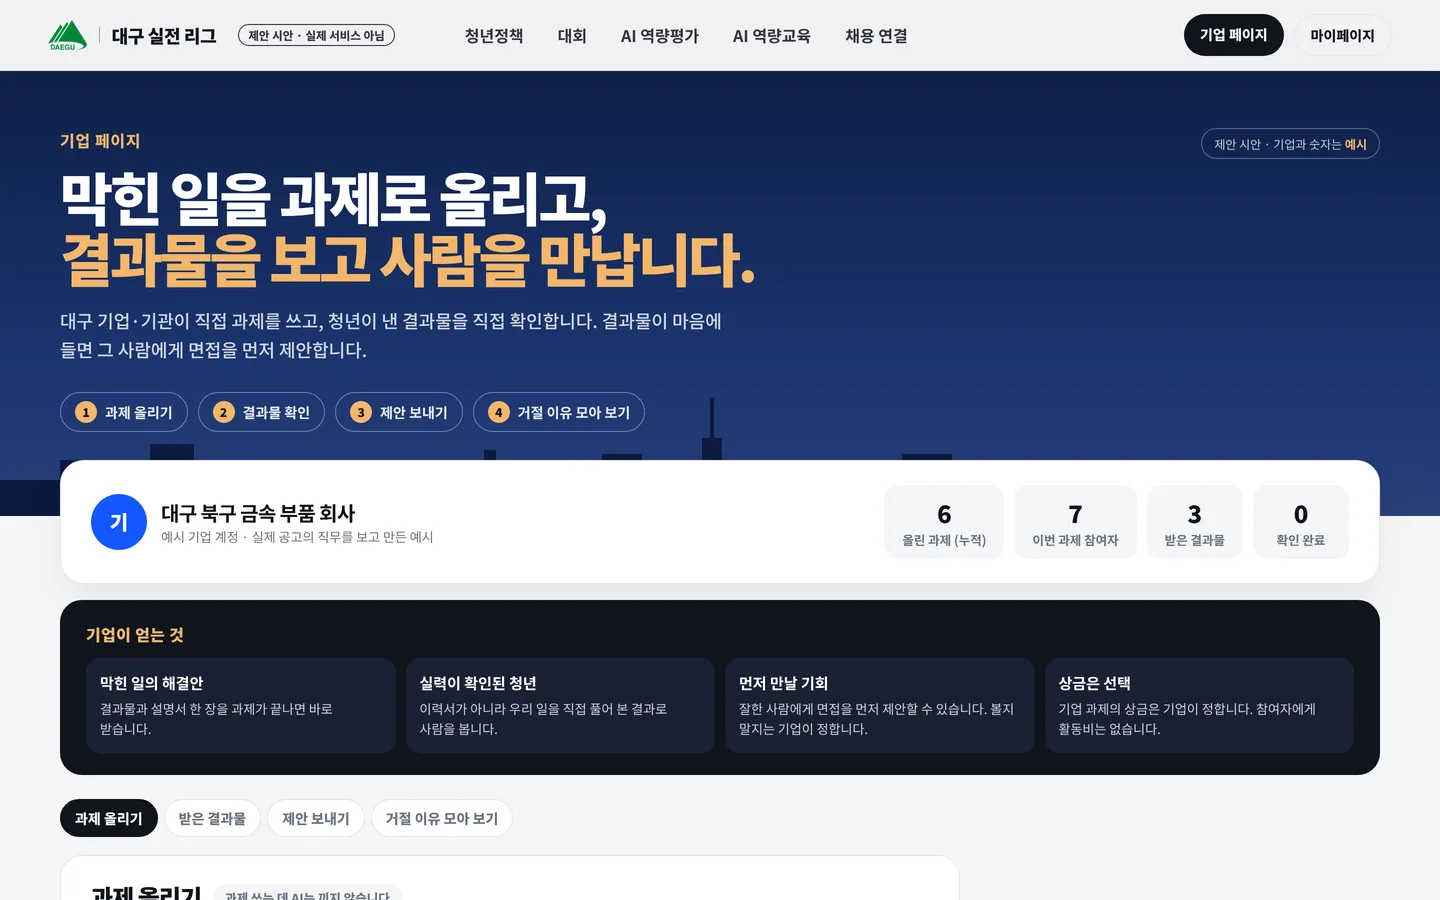 DAEGU
대구 실전 리그
제안 시안 · 실제 서비스 아님
청년정책
대회
AI 역량평가
AI 역량교육
채용 연결
기업 페이지
마이페이지
기업 페이지
제안 시안 · 기업과 숫자는 예시
막힌 일을 과제로 올리고,
결과물을 보고 사람을 만납니다.
대구 기업·기관이 직접 과제를 쓰고, 청년이 낸 결과물을 직접 확인합니다. 결과물이 마음에
들면 그 사람에게 면접을 먼저 제안합니다.
1 과제 올리기
2 결과물 확인
3 제안 보내기
4 거절 이유 모아 보기
기
대구 북구 금속 부품 회사
예시 기업 계정 · 실제 공고의 직무를 보고 만든 예시
6
올린 과제 (누적)
7
이번 과제 참여자
3
받은 결과물
0
확인 완료
기업이 얻는 것
막힌 일의 해결안
결과물과 설명서 한 장을 과제가 끝나면 바로
받습니다.
실력이 확인된 청년
이력서가 아니라 우리 일을 직접 풀어 본 결과로
사람을 봅니다.
먼저 만날 기회
잘한 사람에게 면접을 먼저 제안할 수 있습니다. 볼지
말지는 기업이 정합니다.
상금은 선택
기업 과제의 상금은 기업이 정합니다. 참여자에게
활동비는 없습니다.
과제 올리기
받은 결과물
제안 보내기
거절 이유 모아 보기
과제 올리기
과제 쓰는 데 AI는 끼지 않습니다